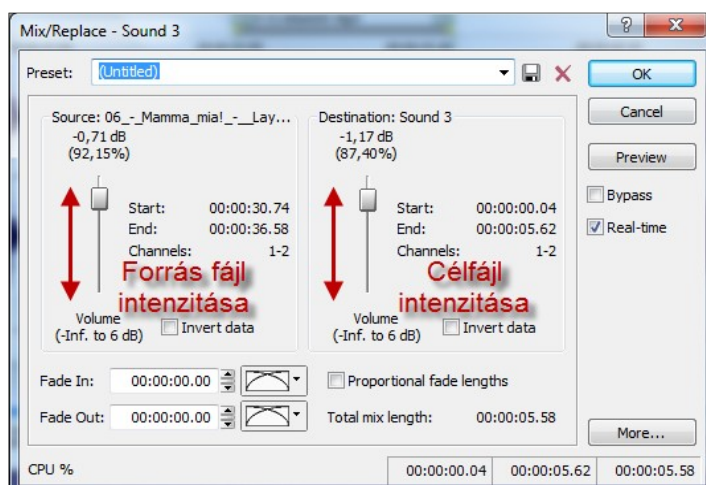 Mix/Replace - Sound 3
Preset:
(Untitled)
OK
Cancel
Preview
Bypass
Real-time
More...
Source: 06_-_Mamma_mia!_-__Lay...
-0,71 dB
(92,15%)
Start: 00:00:30.74
End: 00:00:36.58
Channels: 1-2
Forrás fájl
intenzitása
Volume
(-Inf. to 6 dB)
Invert data
Destination: Sound 3
-1,17 dB
(87,40%)
Start: 00:00:00.04
End: 00:00:05.62
Channels: 1-2
Célfájl
intenzitása
Volume
(-Inf. to 6 dB)
Invert data
Fade In: 00:00:00.00
Proportional fade lengths
Fade Out: 00:00:00.00
Total mix length: 00:00:05.58
CPU % 00:00:00.04 00:00:05.62 00:00:05.58